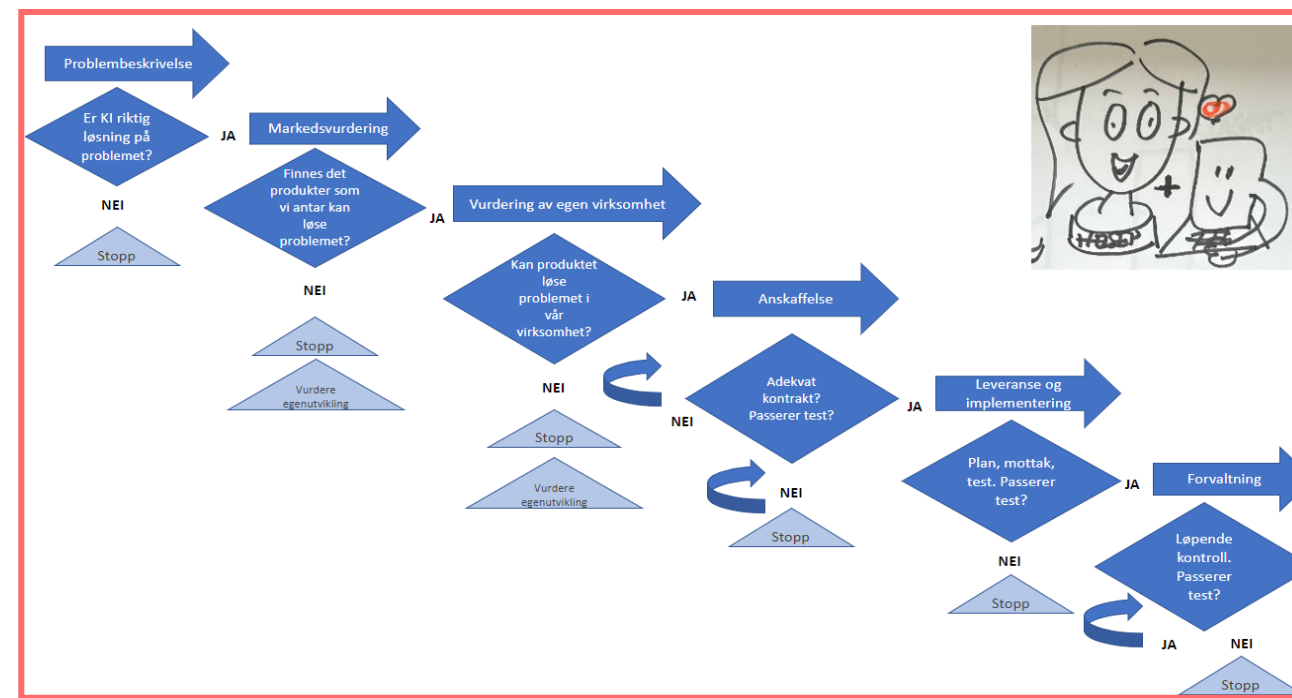 Problembeskrivelse
Er KI riktig
løsning på
problemet?
JA
NEI
Stopp
Markedsvurdering
Finnes det
produkter som
vi antar kan
løse
problemet?
JA
NEI
Stopp
Vurdere
egenutvikling
Vurdering av egen virksomhet
Kan produktet
løse
problemet i
vår
virksomhet?
JA
NEI
Stopp
Vurdere
egenutvikling
Anskaffelse
Adekvat
kontrakt?
Passerer test?
JA
NEI
NEI
Stopp
Leveranse og
implementering
Plan, mottak,
test. Passerer
test?
JA
NEI
Stopp
Forvaltning
Løpende
kontroll.
Passerer
test?
JA
NEI
Stopp
+